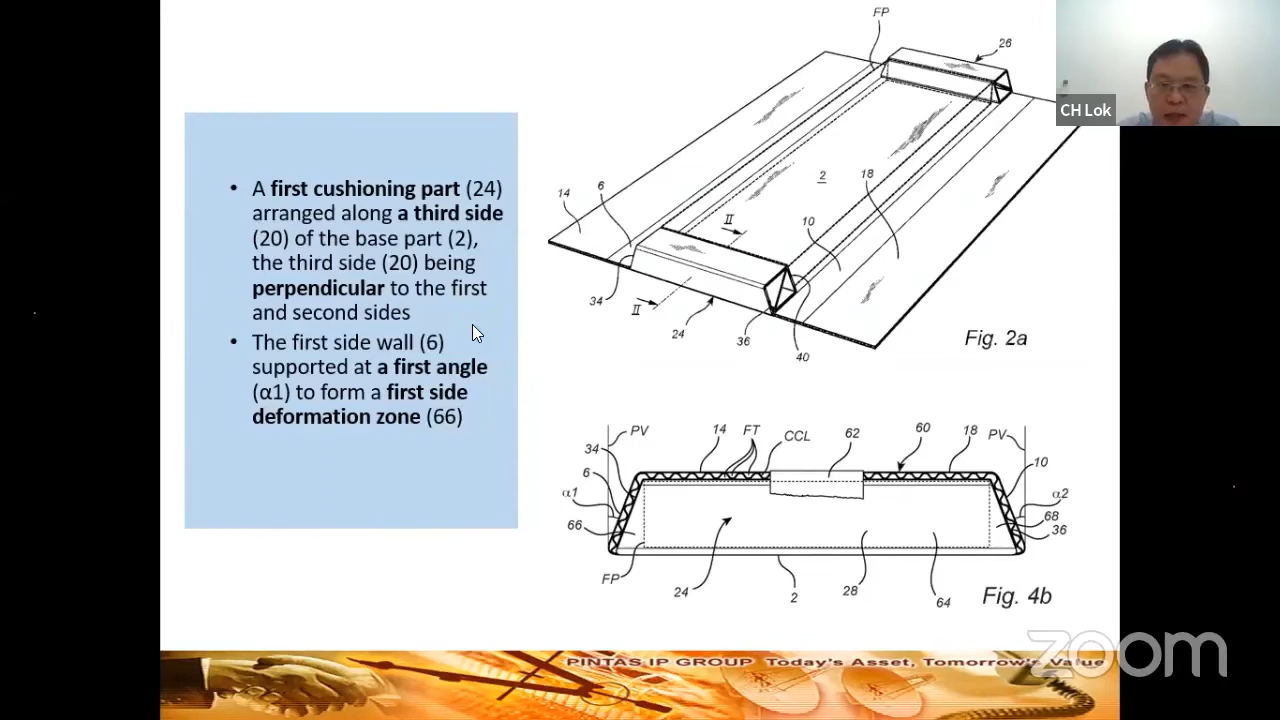 CH Lok
• A first cushioning part (24)
arranged along a third side
(20) of the base part (2),
the third side (20) being
perpendicular to the first
and second sides
• The first side wall (6)
supported at a first angle
(α1) to form a first side
deformation zone (66)
FP
26
14
6
2
18
II
10
34
II
24
36
40
Fig. 2a
PV
14
FT
CCL
62
60
18
PV
34
10
6
α1
α2
66
68
36
FP
24
2
28
64
Fig. 4b
PINTAS IP GROUP Today's Asset, Tomorrow's Value
zoom